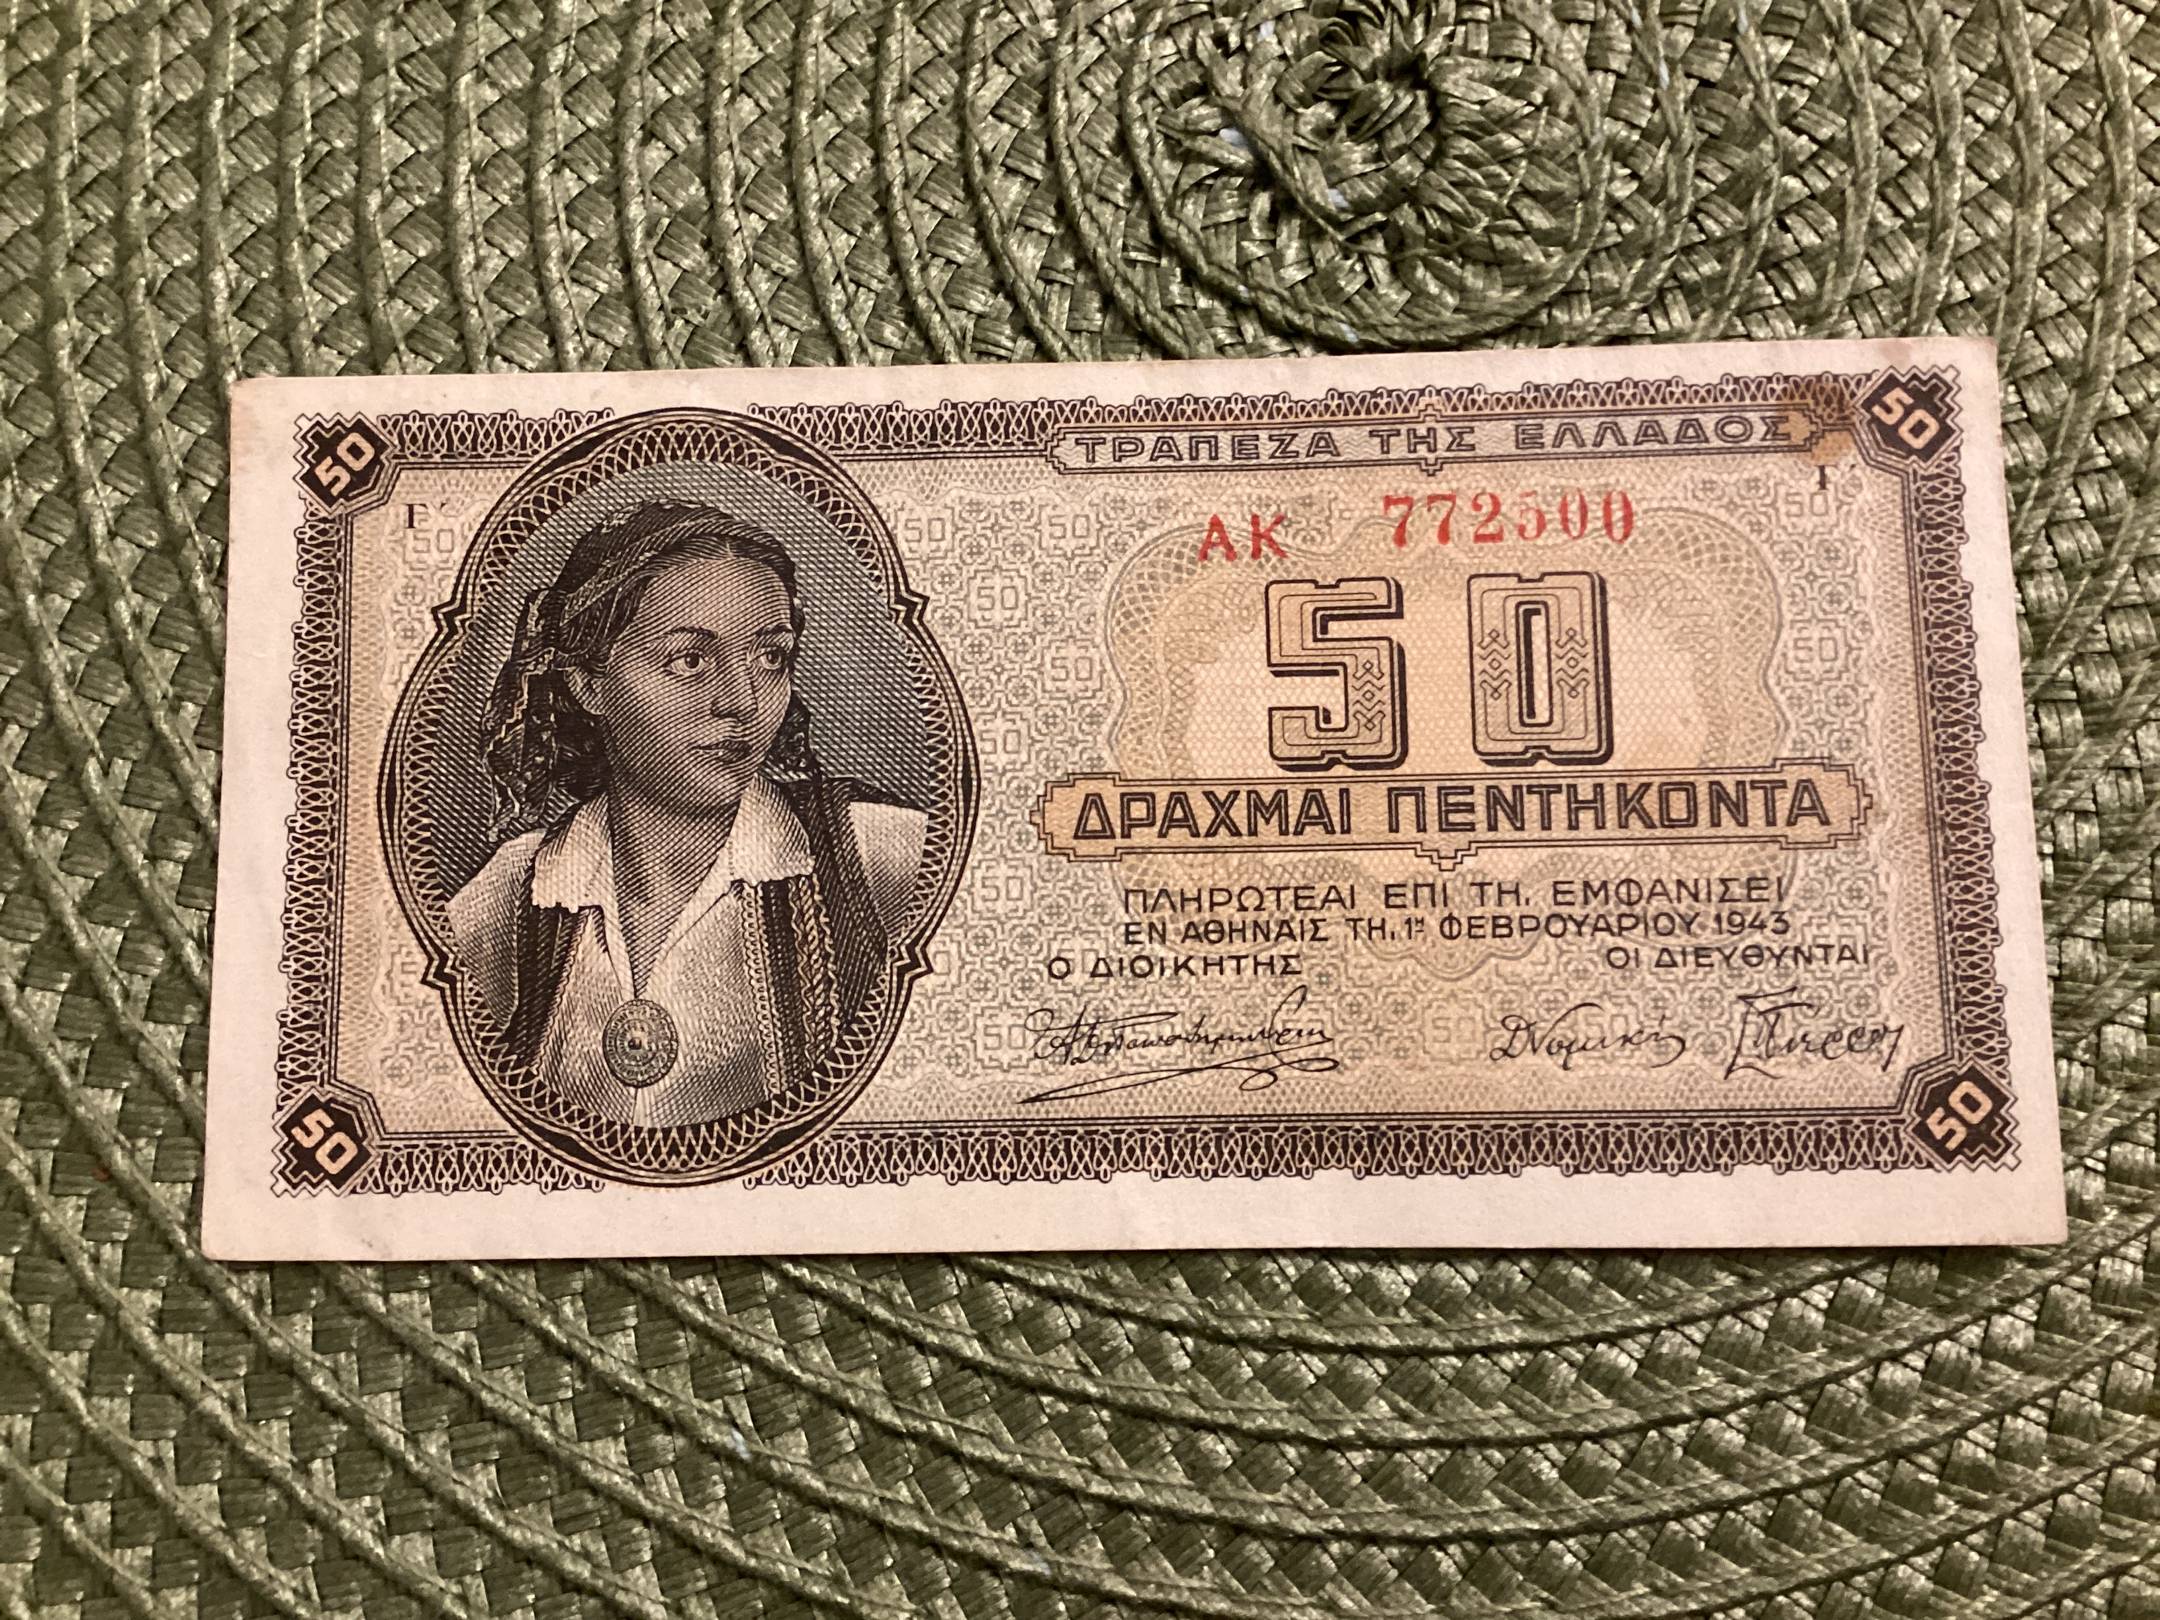 50
50
ΤΡΑΠΕΖΑ ΤΗΣ ΕΛΛΑΔΟΣ
Γ΄
Γ΄
ΑΚ 772500
50
ΔΡΑΧΜΑΙ ΠΕΝΤΗΚΟΝΤΑ
ΠΛΗΡΩΤΕΑΙ ΕΠΙ ΤΗ. ΕΜΦΑΝΙΣΕΙ
ΕΝ ΑΘΗΝΑΙΣ ΤΗ. 1ῃ ΦΕΒΡΟΥΑΡΙΟΥ 1943
Ο ΔΙΟΙΚΗΤΗΣ
ΟΙ ΔΙΕΥΘΥΝΤΑΙ
50
50